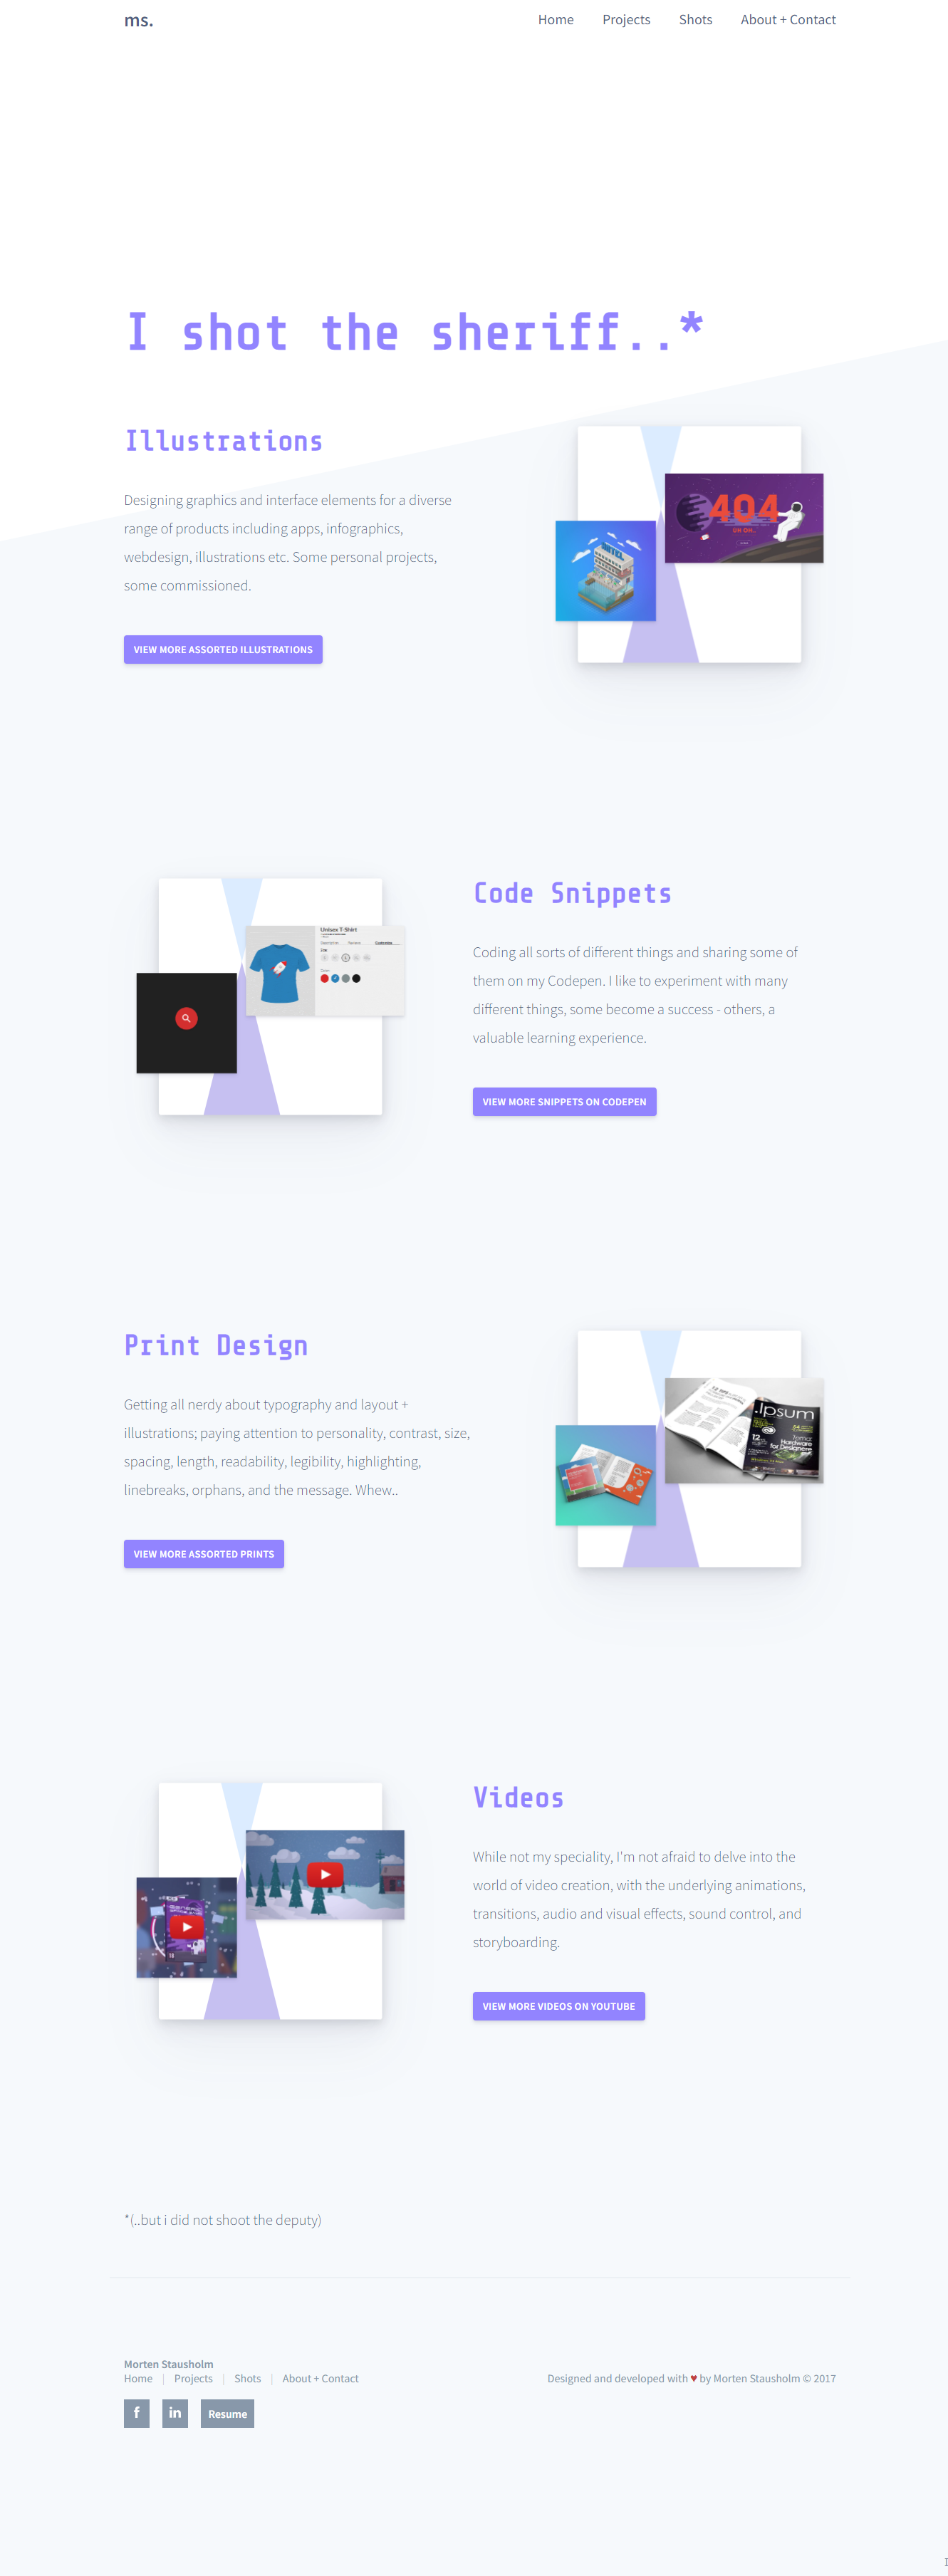 ms.
Home Projects Shots About + Contact
I shot the sheriff..*
Illustrations
Designing graphics and interface elements for a diverse
range of products including apps, infographics,
webdesign, illustrations etc. Some personal projects,
some commissioned.
VIEW MORE ASSORTED ILLUSTRATIONS
404
UH OH..
HOTEL
Code Snippets
Coding all sorts of different things and sharing some of
them on my Codepen. I like to experiment with many
different things, some become a success - others, a
valuable learning experience.
VIEW MORE SNIPPETS ON CODEPEN
Unisex T-Shirt
Customize
Print Design
Getting all nerdy about typography and layout +
illustrations; paying attention to personality, contrast, size,
spacing, length, readability, legibility, highlighting,
linebreaks, orphans, and the message. Whew..
VIEW MORE ASSORTED PRINTS
.Ipsum
Tema:
Hardware
for Designere
Videos
While not my speciality, I'm not afraid to delve into the
world of video creation, with the underlying animations,
transitions, audio and visual effects, sound control, and
storyboarding.
VIEW MORE VIDEOS ON YOUTUBE
*(..but i did not shoot the deputy)
Morten Stausholm
Home | Projects | Shots | About + Contact
Designed and developed with ♥ by Morten Stausholm © 2017
f in Resume